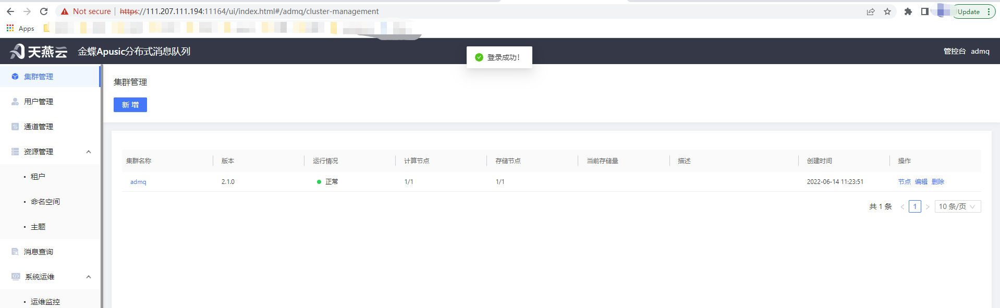 Not secure https://111.207.111.194:11164/ui/index.html#/admq/cluster-management Update
Apps
天燕云 金蝶Apusic分布式消息队列 登录成功！ 管控台 admq
集群管理
用户管理
通道管理
资源管理
租户
命名空间
主题
消息查询
系统运维
运维监控
集群管理
新 增
集群名称 版本 运行情况 计算节点 存储节点 当前存储量 描述 创建时间 操作
admq 2.1.0 正常 1/1 1/1 2022-06-14 11:23:51 节点 编辑 删除
共 1 条 < 1 > 10 条/页